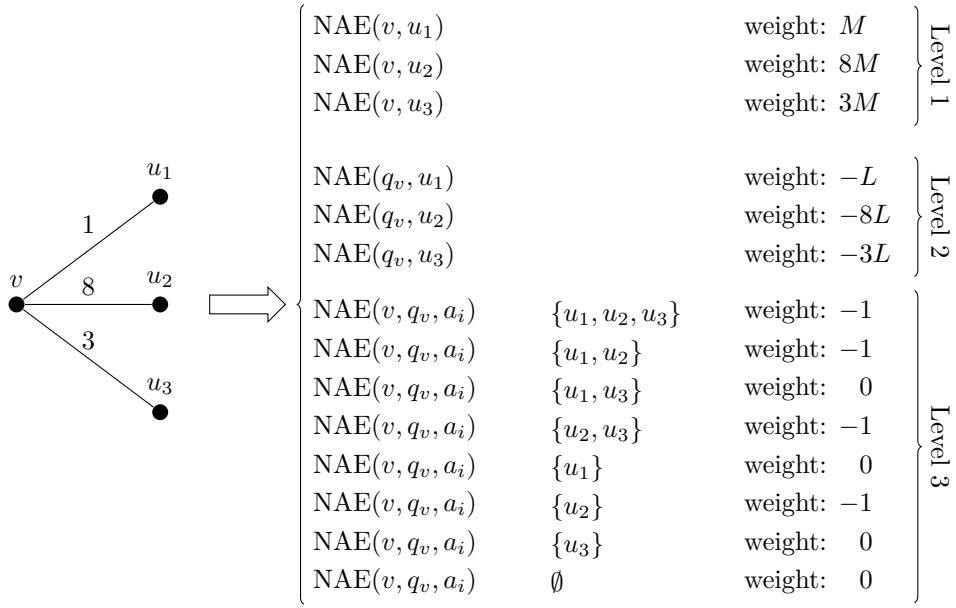 u₁
1
v
8
u₂
3
u₃
NAE(v, u₁) weight: M
NAE(v, u₂) weight: 8M
NAE(v, u₃) weight: 3M
Level 1
NAE(qᵥ, u₁) weight: −L
NAE(qᵥ, u₂) weight: −8L
NAE(qᵥ, u₃) weight: −3L
Level 2
NAE(v, qᵥ, aᵢ) {u₁, u₂, u₃} weight: −1
NAE(v, qᵥ, aᵢ) {u₁, u₂} weight: −1
NAE(v, qᵥ, aᵢ) {u₁, u₃} weight: 0
NAE(v, qᵥ, aᵢ) {u₂, u₃} weight: −1
NAE(v, qᵥ, aᵢ) {u₁} weight: 0
NAE(v, qᵥ, aᵢ) {u₂} weight: −1
NAE(v, qᵥ, aᵢ) {u₃} weight: 0
NAE(v, qᵥ, aᵢ) ∅ weight: 0
Level 3